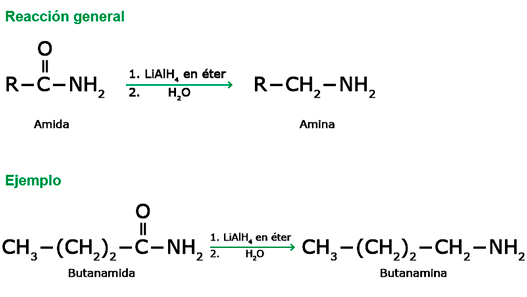 Reacción general
O
R–C–NH₂ 1. LiAlH₄ en éter R–CH₂–NH₂
2. H₂O
Amida Amina
Ejemplo
O
CH₃–(CH₂)₂–C–NH₂ 1. LiAlH₄ en éter CH₃–(CH₂)₂–CH₂–NH₂
2. H₂O
Butanamida Butanamina